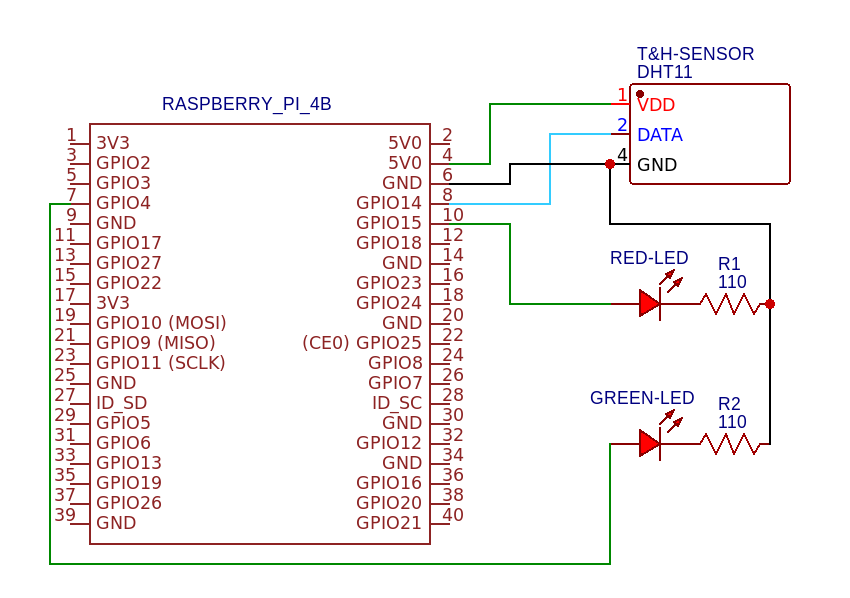 T&H-SENSOR
DHT11
RASPBERRY_PI_4B
1 VDD
2 DATA
4 GND
1 3V3 5V0 2
3 GPIO2 5V0 4
5 GPIO3 GND 6
7 GPIO4 GPIO14 8
9 GND GPIO15 10
11 GPIO17 GPIO18 12
13 GPIO27 GND 14
15 GPIO22 GPIO23 16
17 3V3 GPIO24 18
19 GPIO10 (MOSI) GND 20
21 GPIO9 (MISO) (CE0) GPIO25 22
23 GPIO11 (SCLK) GPIO8 24
25 GND GPIO7 26
27 ID_SD ID_SC 28
29 GPIO5 GND 30
31 GPIO6 GPIO12 32
33 GPIO13 GND 34
35 GPIO19 GPIO16 36
37 GPIO26 GPIO20 38
39 GND GPIO21 40
RED-LED
R1
110
GREEN-LED
R2
110